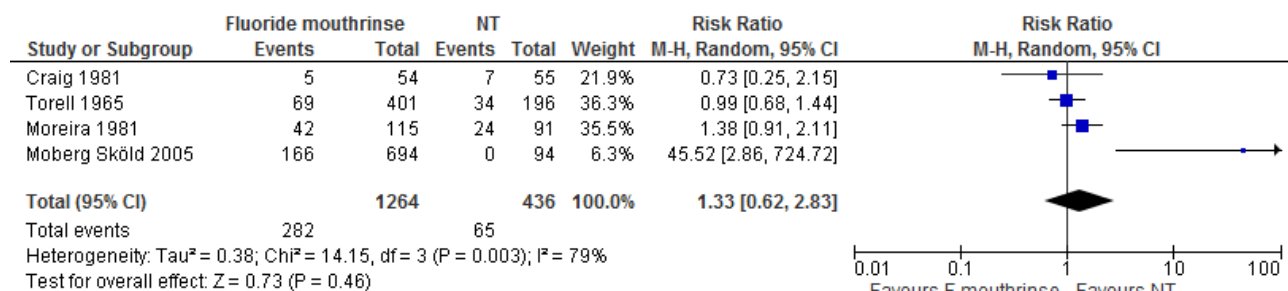 Fluoride mouthrinse NT Risk Ratio Risk Ratio
Study or Subgroup Events Total Events Total Weight M-H, Random, 95% CI M-H, Random, 95% CI
Craig 1981 5 54 7 55 21.9% 0.73 [0.25, 2.15]
Torell 1965 69 401 34 196 36.3% 0.99 [0.68, 1.44]
Moreira 1981 42 115 24 91 35.5% 1.38 [0.91, 2.11]
Moberg Sköld 2005 166 694 0 94 6.3% 45.52 [2.86, 724.72]
Total (95% CI) 1264 436 100.0% 1.33 [0.62, 2.83]
Total events 282 65
Heterogeneity: Tau² = 0.38; Chi² = 14.15, df = 3 (P = 0.003); I² = 79%
Test for overall effect: Z = 0.73 (P = 0.46)
0.01 0.1 1 10 100
Favours F mouthrinse Favours NT